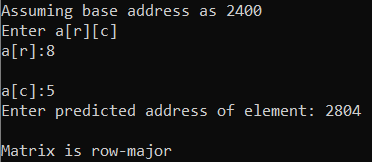 Assuming base address as 2400
Enter a[r][c]
a[r]:8
a[c]:5
Enter predicted address of element: 2804
Matrix is row-major